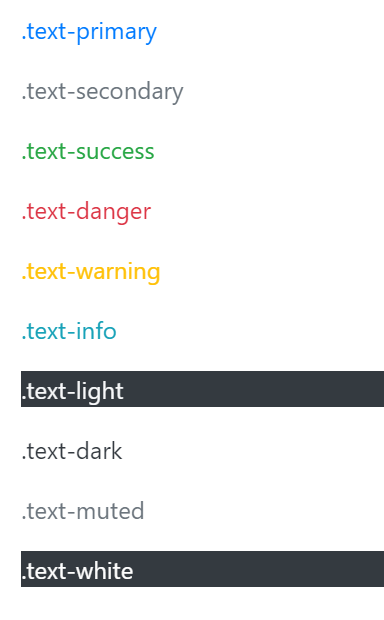 .text-primary
.text-secondary
.text-success
.text-danger
.text-warning
.text-info
.text-light
.text-dark
.text-muted
.text-white